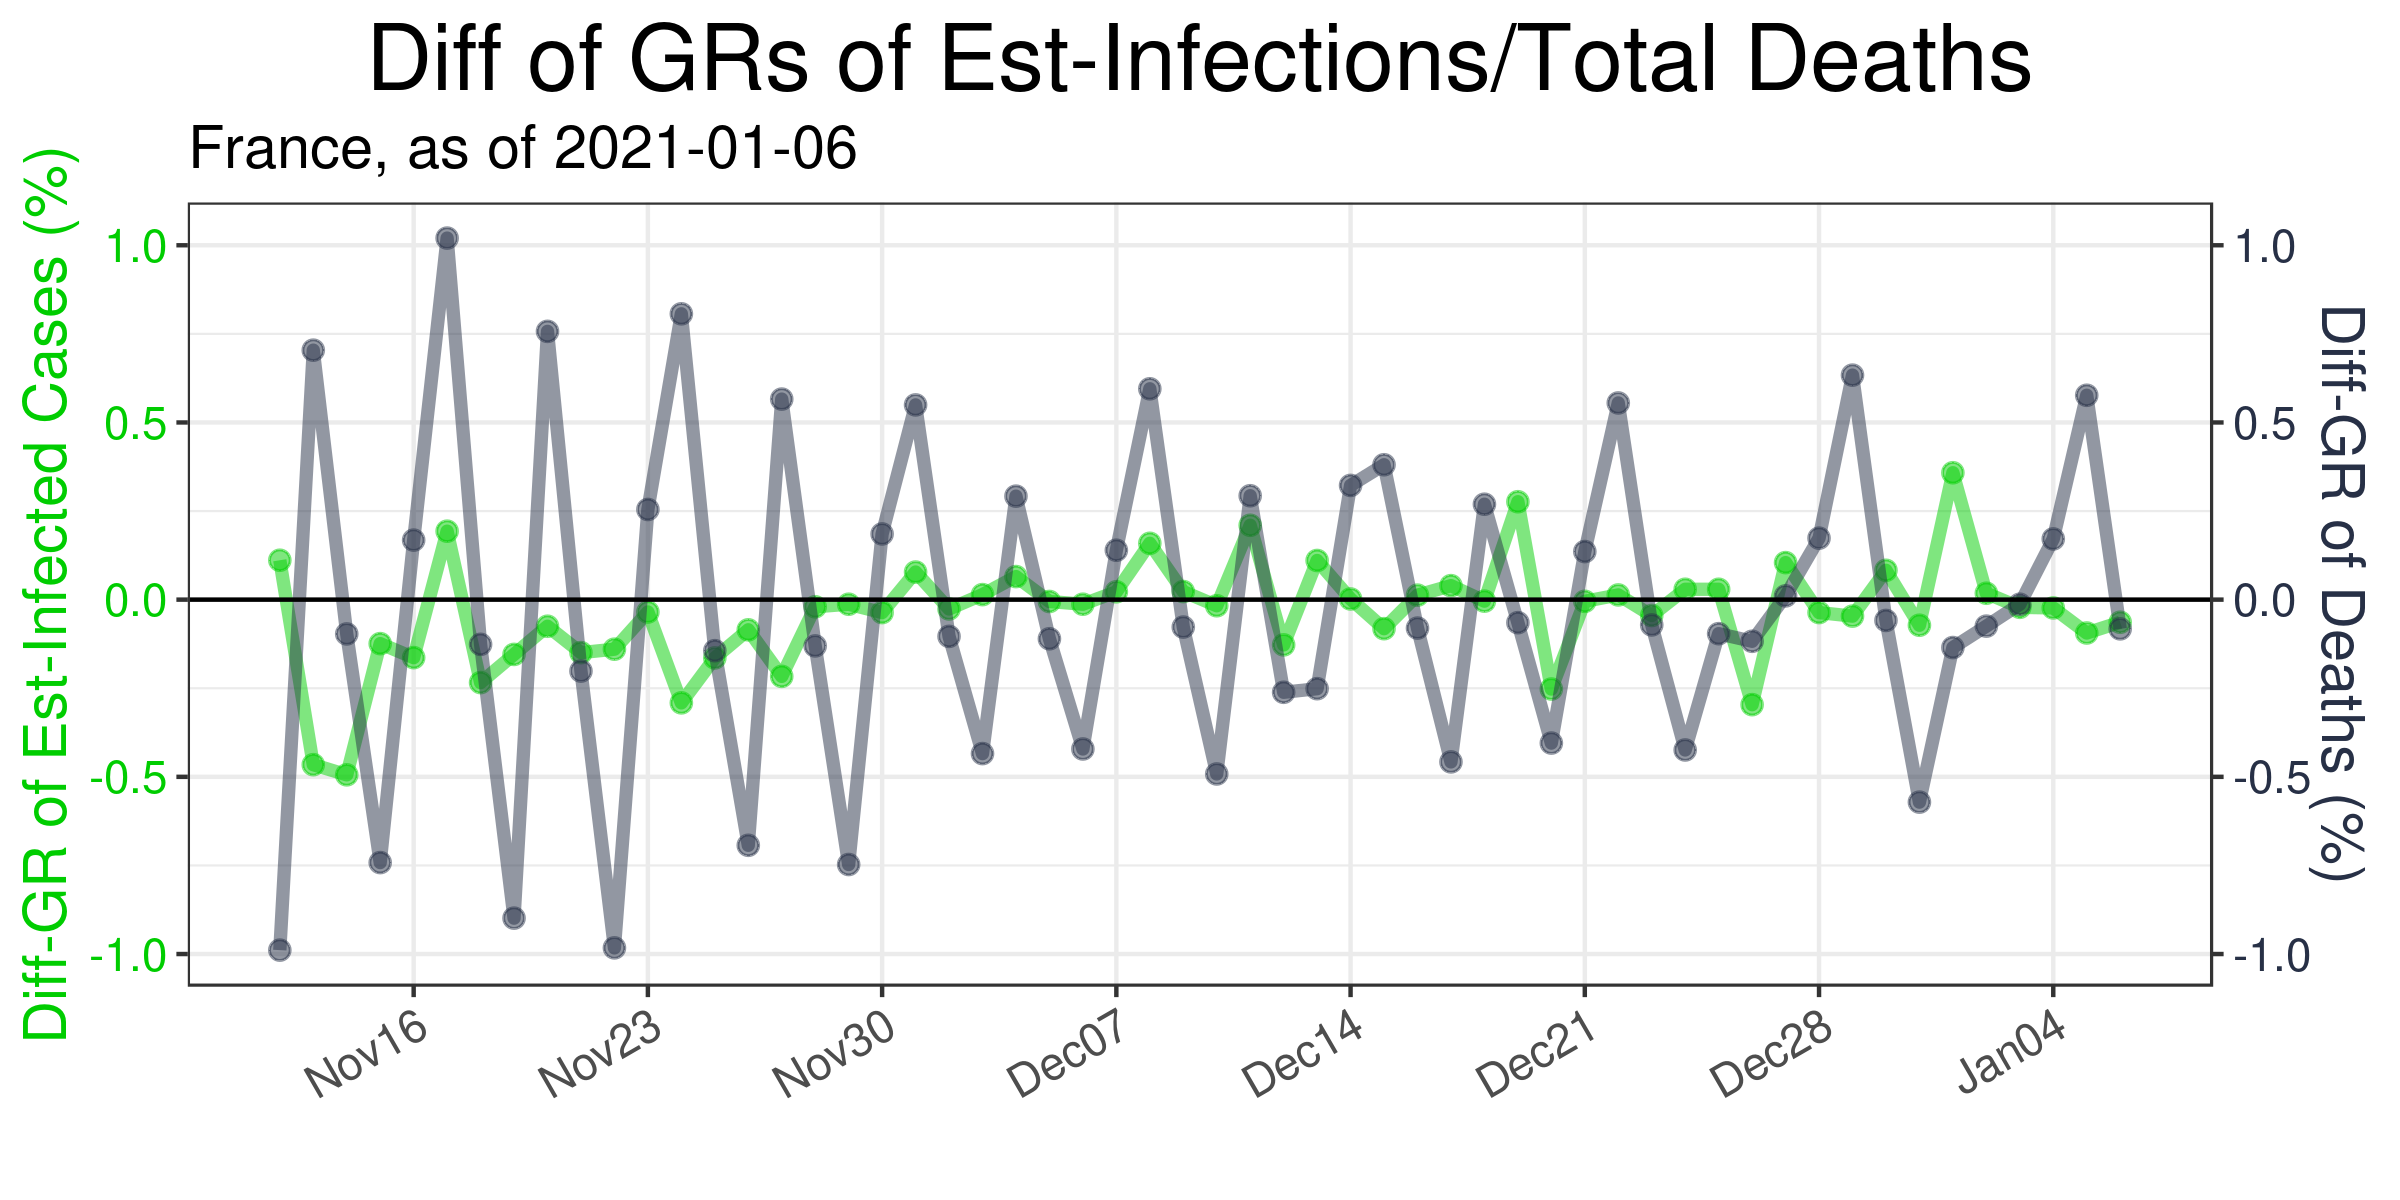 Diff of GRs of Est-Infections/Total Deaths
France, as of 2021-01-06
Diff-GR of Est-Infected Cases (%)
1.0
0.5
0.0
-0.5
-1.0
1.0
0.5
0.0
-0.5
-1.0
Diff-GR of Deaths (%)
Nov16
Nov23
Nov30
Dec07
Dec14
Dec21
Dec28
Jan04